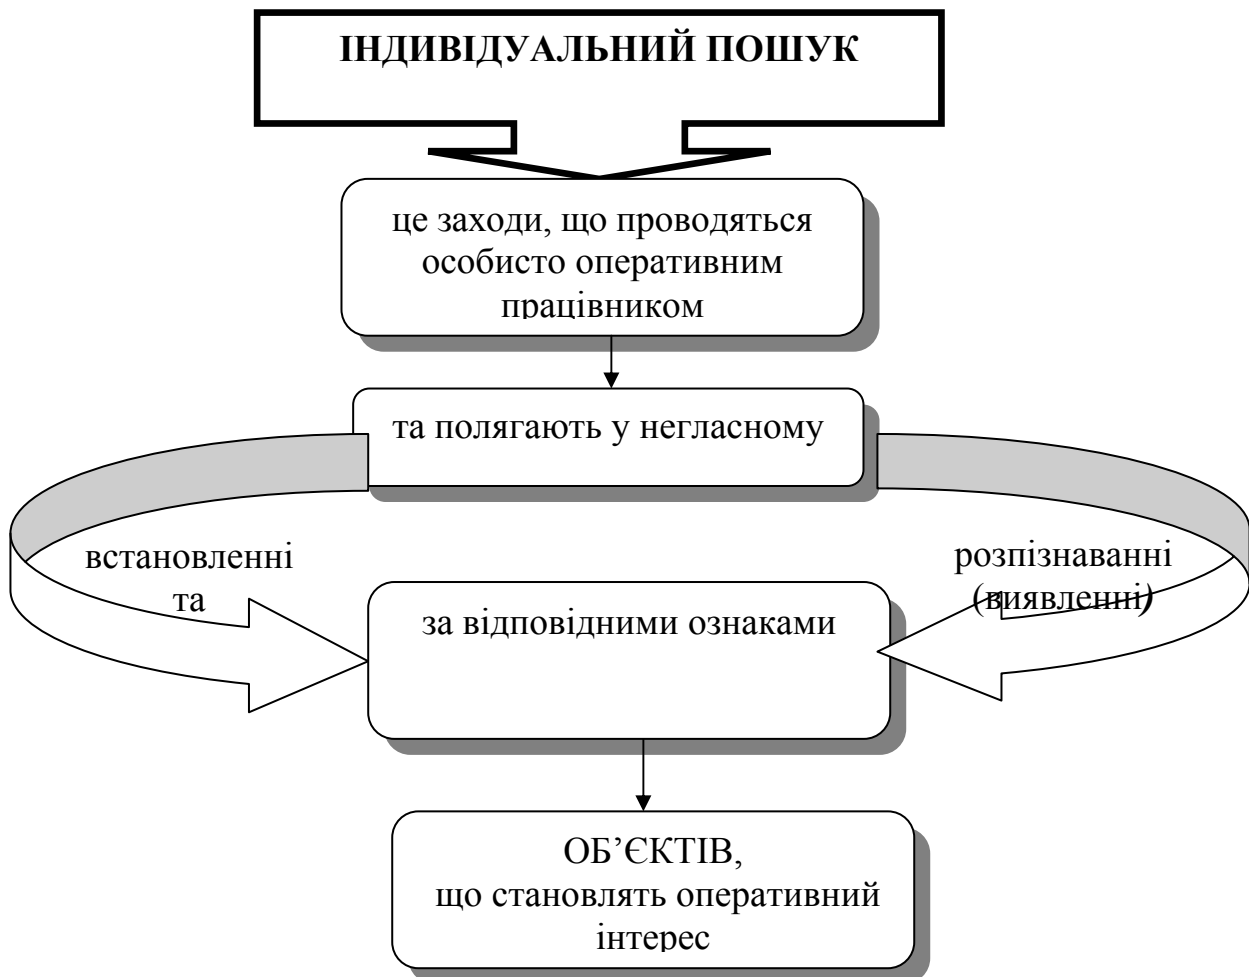 ІНДИВІДУАЛЬНИЙ ПОШУК
це заходи, що проводяться
особисто оперативним
працівником
та полягають у негласному
встановленні
та
розпізнаванні
(виявленні)
за відповідними ознаками
ОБ’ЄКТІВ,
що становлять оперативний
інтерес